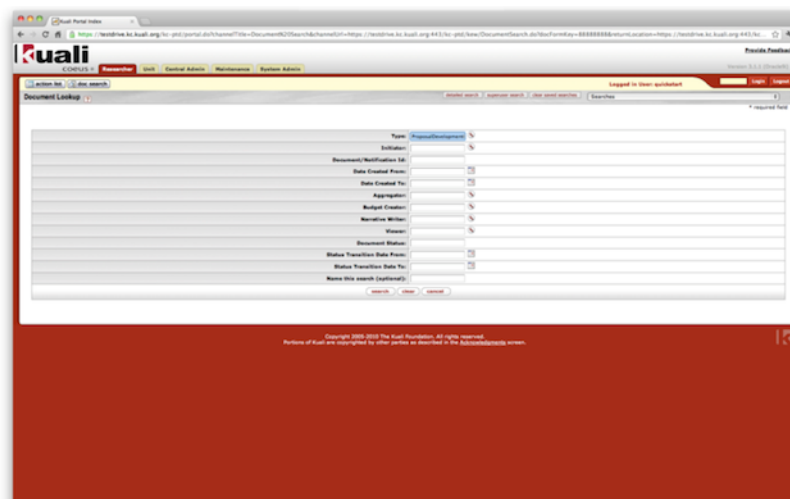 Kuali Portal Index
https://testdrive.kc.kuali.org/kc-ptd/portal.do?channelTitle=Document%20Search&channelUrl=https://testdrive.kc.kuali.org:443/kc-ptd/kew/DocumentSearch.do?docFormKey=88888888&returnLocation=https://testdrive.kc.kuali.org:443/kc...
Kuali
COEUS
Provide Feedback
Researcher Unit Central Admin Maintenance System Admin
action list doc search
Logged in User: quickstart
Login Logout
Document Lookup
detailed search superuser search clear saved searches Searches
* required field
Type: ProposalDevelopment
Initiator:
Document/Notification Id:
Date Created From:
Date Created To:
Aggregator:
Budget Creator:
Narrative Writer:
Viewer:
Document Status:
Status Transition Date From:
Status Transition Date To:
Name this search (optional):
search clear cancel
Copyright 2005-2010 The Kuali Foundation. All rights reserved.
Portions of Kuali are copyrighted by other parties as described in the Acknowledgments screen.